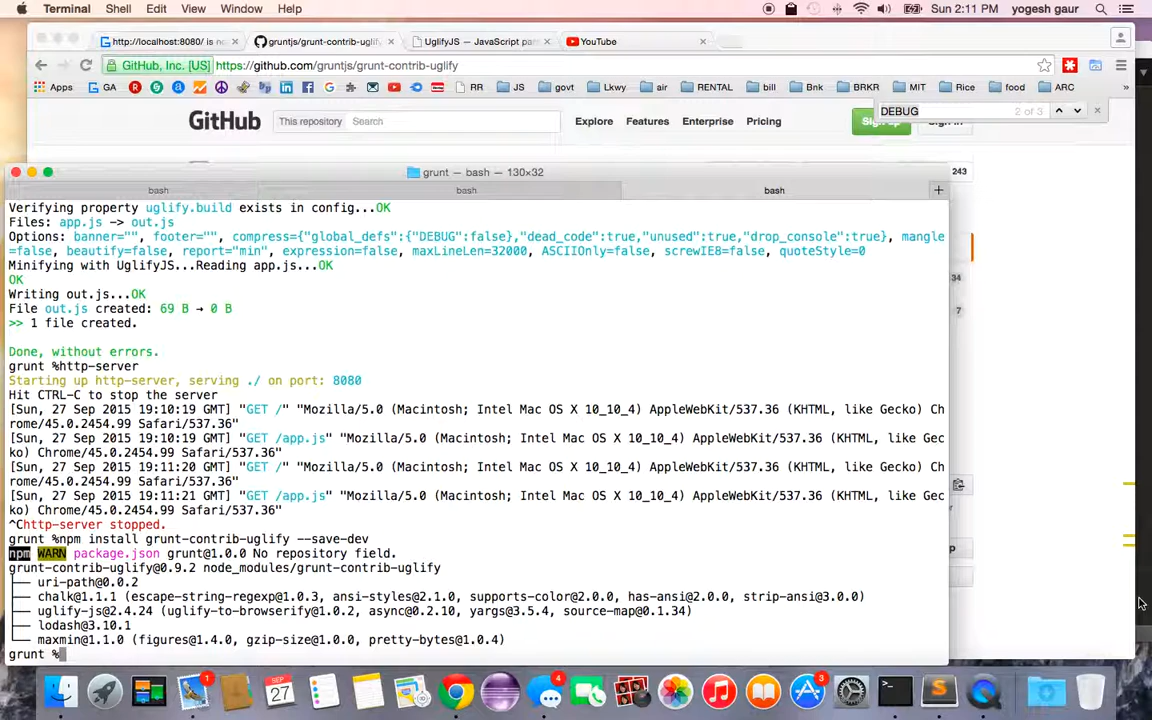 Terminal Shell Edit View Window Help Sun 2:11 PM yogesh gaur
http://localhost:8080/ is n gruntjs/grunt-contrib-uglif UglifyJS — JavaScript par YouTube
GitHub, Inc. [US] https://github.com/gruntjs/grunt-contrib-uglify
Apps GA RR JS govt Lkwy air RENTAL bill Bnk BRKR MIT Rice food ARC »
DEBUG 2 of 3
GitHub This repository Search Explore Features Enterprise Pricing
grunt — bash — 130×32
243
bash bash bash
Verifying property uglify.build exists in config...OK
Files: app.js -> out.js
Options: banner="", footer="", compress={"global_defs":{"DEBUG":false},"dead_code":true,"unused":true,"drop_console":true}, mangle
=false, beautify=false, report="min", expression=false, maxLineLen=32000, ASCIIOnly=false, screwIE8=false, quoteStyle=0
Minifying with UglifyJS...Reading app.js...OK
OK
34
Writing out.js...OK
File out.js created: 69 B → 0 B
7
>> 1 file created.
Done, without errors.
grunt %http-server
Starting up http-server, serving ./ on port: 8080
Hit CTRL-C to stop the server
[Sun, 27 Sep 2015 19:10:19 GMT] "GET /" "Mozilla/5.0 (Macintosh; Intel Mac OS X 10_10_4) AppleWebKit/537.36 (KHTML, like Gecko) Ch
rome/45.0.2454.99 Safari/537.36"
[Sun, 27 Sep 2015 19:10:19 GMT] "GET /app.js" "Mozilla/5.0 (Macintosh; Intel Mac OS X 10_10_4) AppleWebKit/537.36 (KHTML, like Gec
ko) Chrome/45.0.2454.99 Safari/537.36"
[Sun, 27 Sep 2015 19:11:20 GMT] "GET /" "Mozilla/5.0 (Macintosh; Intel Mac OS X 10_10_4) AppleWebKit/537.36 (KHTML, like Gecko) Ch
rome/45.0.2454.99 Safari/537.36"
[Sun, 27 Sep 2015 19:11:21 GMT] "GET /app.js" "Mozilla/5.0 (Macintosh; Intel Mac OS X 10_10_4) AppleWebKit/537.36 (KHTML, like Gec
ko) Chrome/45.0.2454.99 Safari/537.36"
^Chttp-server stopped.
grunt %npm install grunt-contrib-uglify --save-dev
npm WARN package.json grunt@1.0.0 No repository field.
grunt-contrib-uglify@0.9.2 node_modules/grunt-contrib-uglify
├── uri-path@0.0.2
├── chalk@1.1.1 (escape-string-regexp@1.0.3, ansi-styles@2.1.0, supports-color@2.0.0, has-ansi@2.0.0, strip-ansi@3.0.0)
├── uglify-js@2.4.24 (uglify-to-browserify@1.0.2, async@0.2.10, yargs@3.5.4, source-map@0.1.34)
├── lodash@3.10.1
└── maxmin@1.1.0 (figures@1.4.0, gzip-size@1.0.0, pretty-bytes@1.0.4)
grunt %
1 27 4 3